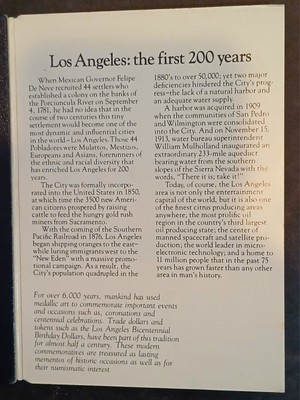 Los Angeles: the first 200 years
When Mexican Governor Felipe
De Neve recruited 44 settlers who
established a colony on the banks of
the Porciuncula River on September
4, 1781, he had no idea that in the
course of two centuries this tiny
settlement would become one of the
most dynamic and influential cities
in the world–Los Angeles. Those 44
Pobladores were Mulattos, Mestizos,
Europeans and Asians, forerunners of
the ethnic and racial diversity that
has enriched Los Angeles for 200
years.
The City was formally incorpo-
rated into the United States in 1850,
at which time the 3500 new Ameri-
can citizens prospered by raising
cattle to feed the hungry gold rush
miners from Sacramento.
With the coming of the Southern
Pacific Railroad in 1876, Los Angeles
began shipping oranges to the east–
while luring immigrants west to the
"New Eden" with a massive promo-
tional campaign. As a result, the
City's population quadrupled in the
1880's to over 50,000; yet two major
deficiencies hindered the City's prog-
ress–the lack of a natural harbor and
an adequate water supply.
A harbor was acquired in 1909
when the communities of San Pedro
and Wilmington were consolidated
into the City. And on November 15,
1913, water bureau superintendent
William Mulholland inaugurated an
extraordinary 233-mile aqueduct
bearing water from the southern
slopes of the Sierra Nevada with the
words, "There it is; take it!"
Today, of course, the Los Angeles
area is not only the entertainment
capital of the world, but it is also one
of the finest citrus producing areas
anywhere; the most prolific oil
region in the country's third largest
oil producing state; the center of
manned spacecraft and satellite pro-
duction; the world leader in micro-
electronic technology; and a home to
11 million people that in the past 75
years has grown faster than any other
area in man's history.
For over 6,000 years, mankind has used
medallic art to commemorate important events
and occasions such as, coronations and
centennial celebrations. Trade dollars and
tokens such as the Los Angeles Bicentennial
Birthday Dollars, have been part of this tradition
for almost half a century. These modern
commemoratives are treasured as lasting
mementos of historic occasions as well as for
their numismatic interest.